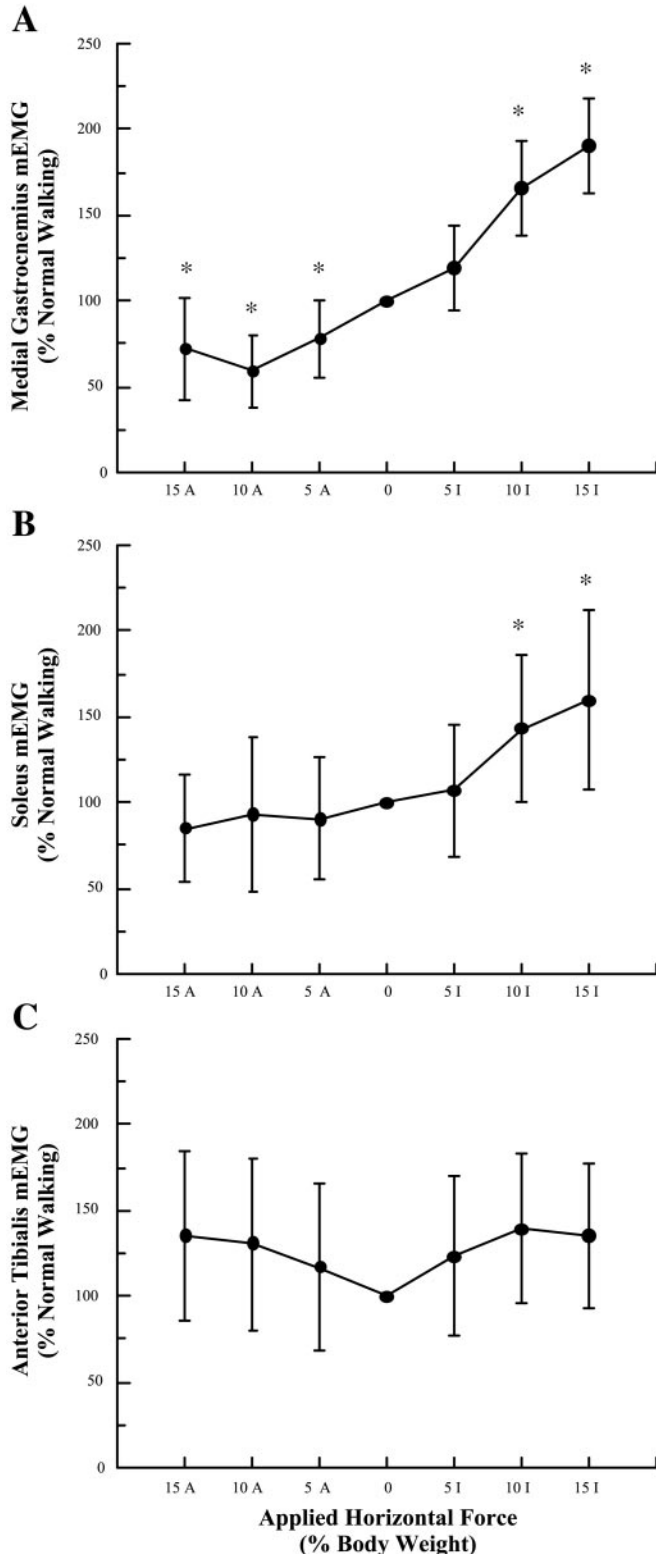 A
Medial Gastrocnemius mEMG
(% Normal Walking)
250
200
150
100
50
0
* * * * *
15 A 10 A 5 A 0 5 I 10 I 15 I
B
Soleus mEMG
(% Normal Walking)
250
200
150
100
50
0
* *
15 A 10 A 5 A 0 5 I 10 I 15 I
C
Anterior Tibialis mEMG
(% Normal Walking)
250
200
150
100
50
0
15 A 10 A 5 A 0 5 I 10 I 15 I
Applied Horizontal Force
(% Body Weight)